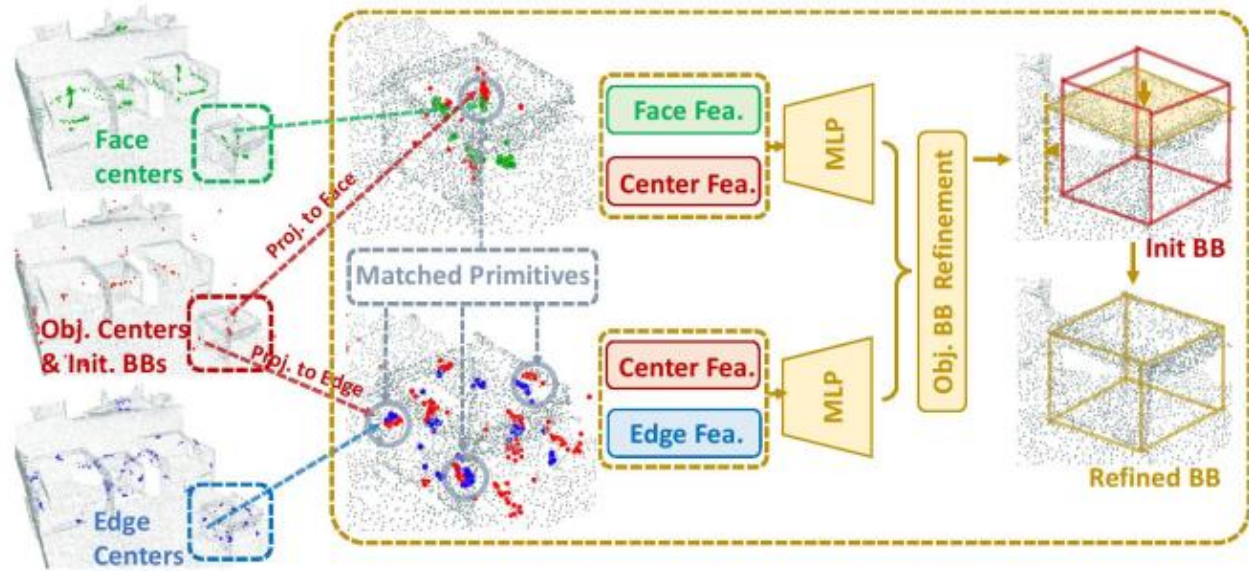 Face
centers
Proj. to Face
Obj. Centers
& Init. BBs
Proj. to Edge
Edge
Centers
Matched Primitives
Face Fea.
Center Fea.
MLP
Center Fea.
Edge Fea.
MLP
Obj. BB Refinement
Init BB
Refined BB